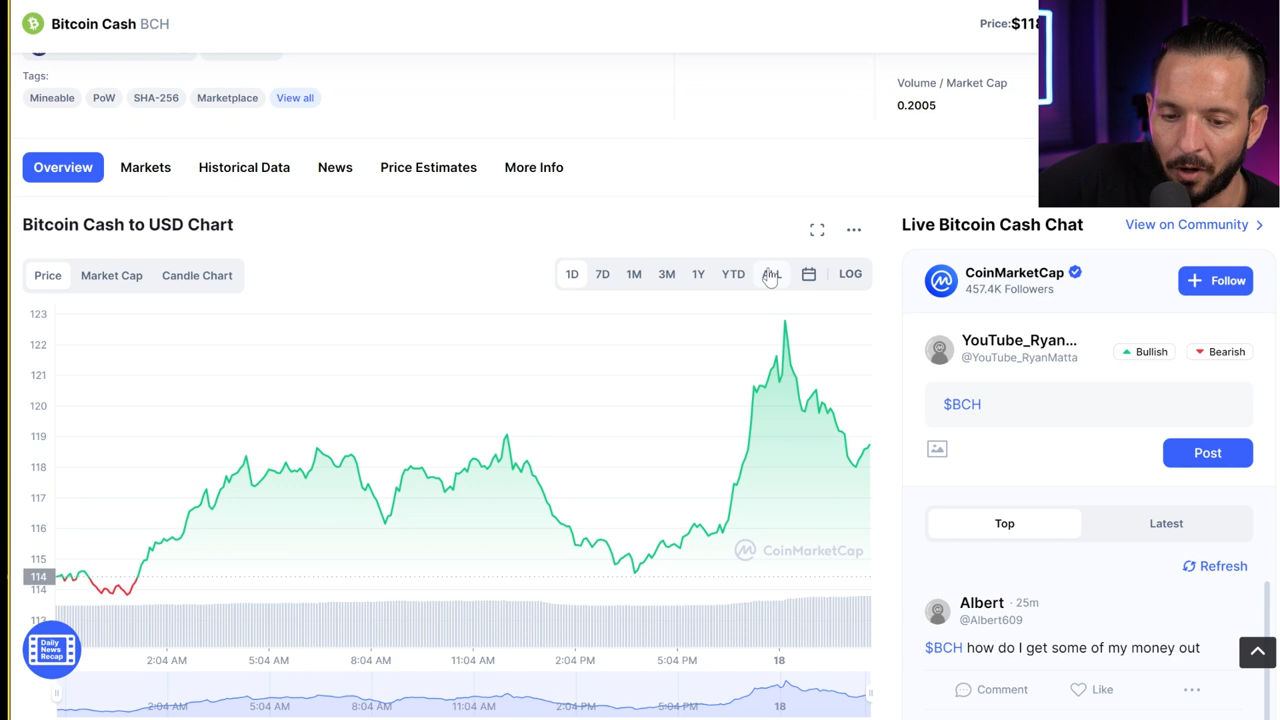 Bitcoin Cash BCH
Price:$118
Tags:
Mineable PoW SHA-256 Marketplace View all
Volume / Market Cap
0.2005
Overview Markets Historical Data News Price Estimates More Info
Bitcoin Cash to USD Chart
Price Market Cap Candle Chart
1D 7D 1M 3M 1Y YTD LOG
123
122
121
120
119
118
117
116
115
114
114
CoinMarketCap
Daily
News
Recap
2:04 AM 5:04 AM 8:04 AM 11:04 AM 2:04 PM 5:04 PM 18
2:04 AM 5:04 AM 8:04 AM 11:04 AM 2:04 PM 5:04 PM 18
Live Bitcoin Cash Chat View on Community
CoinMarketCap
457.4K Followers
Follow
YouTube_Ryan...
@YouTube_RyanMatta
Bullish Bearish
$BCH
Post
Top Latest
Refresh
Albert · 25m
@Albert609
$BCH how do I get some of my money out
Comment Like